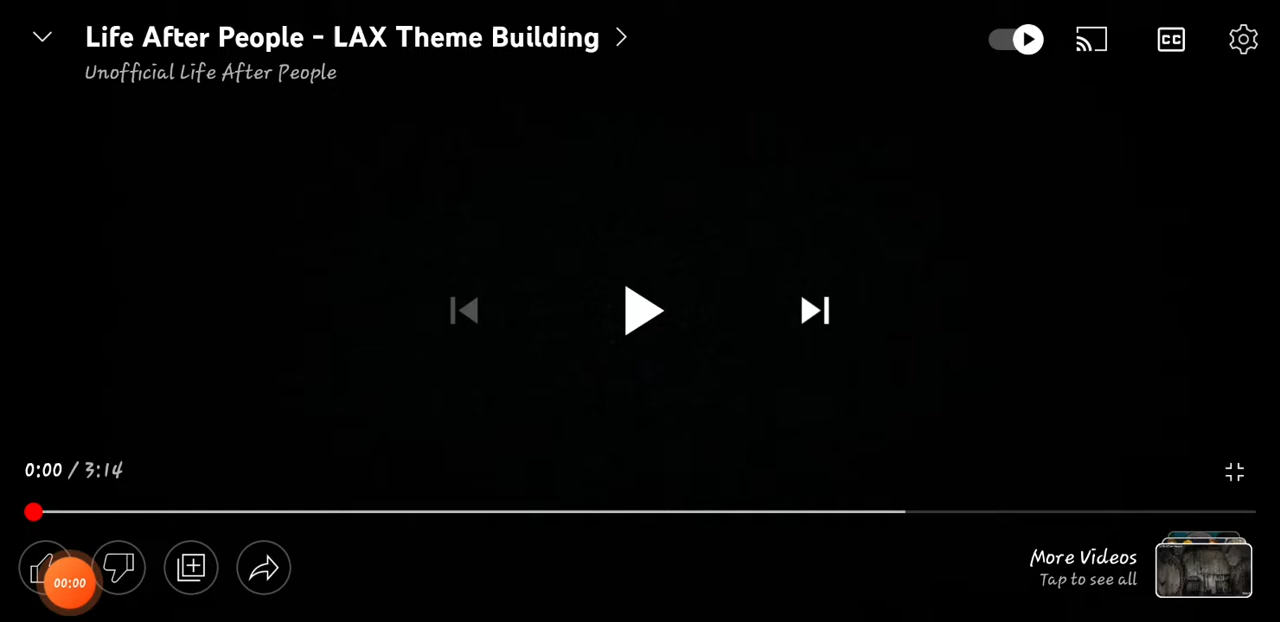 Life After People - LAX Theme Building
Unofficial Life After People
CC
0:00 / 3:14
00:00
More Videos
Tap to see all